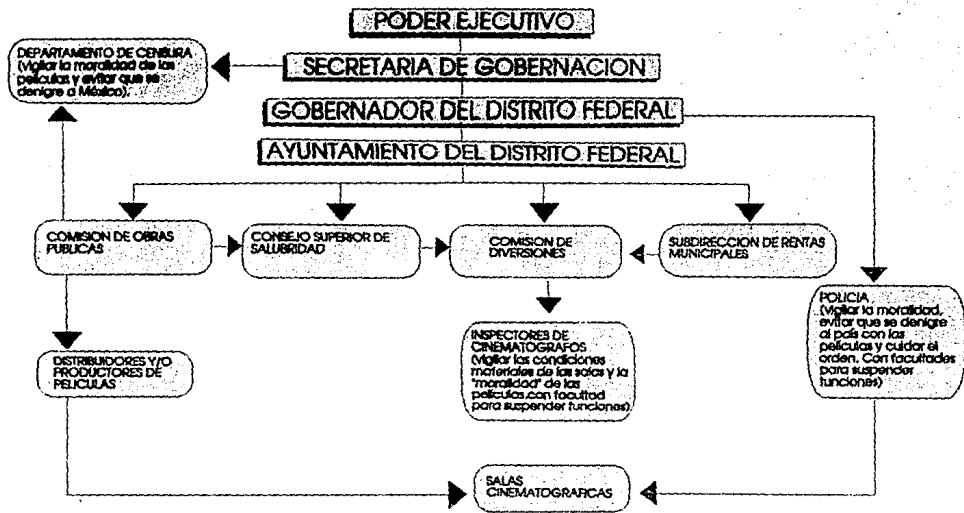 PODER EJECUTIVO
DEPARTAMENTO DE CENSURA
(vigilar la moralidad de las
películas y evitar que se
denigre a México).
SECRETARIA DE GOBERNACION
GOBERNADOR DEL DISTRITO FEDERAL
AYUNTAMIENTO DEL DISTRITO FEDERAL
COMISION DE OBRAS
PUBLICAS
CONSEJO SUPERIOR DE
SALUBRIDAD
COMISION DE
DIVERSIONES
SUBDIRECCION DE RENTAS
MUNICIPALES
POLICIA
(vigilar la moralidad,
evitar que se denigre
al país con las
películas y cuidar el
orden. Con facultades
para suspender
funciones)
INSPECTORES DE
CINEMATOGRAFOS
(vigilar las condiciones
materiales de las salas y la
"moralidad" de las
películas.con facultad
para suspender funciones)
DISTRIBUIDORES Y/O
PRODUCTORES DE
PELICULAS
SALAS
CINEMATOGRAFICAS